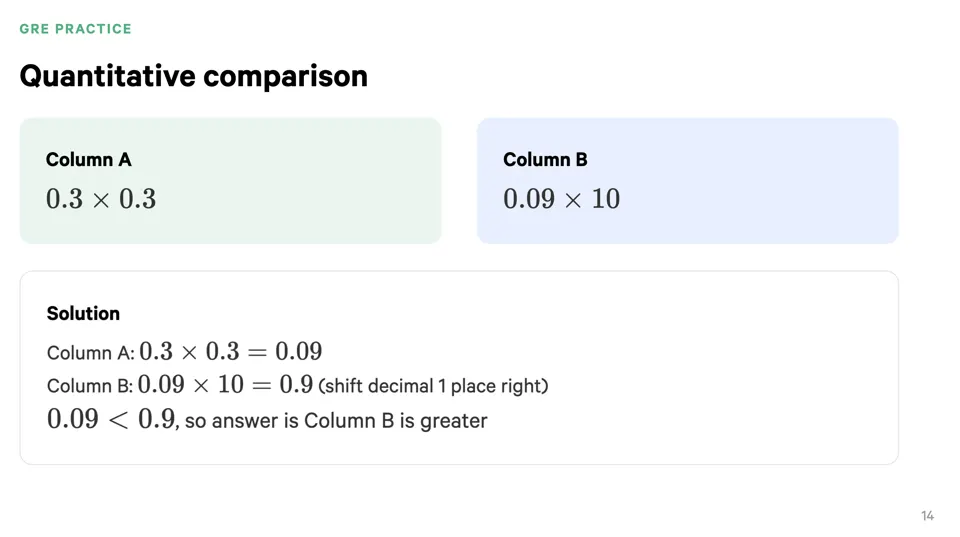 GRE PRACTICE
Quantitative comparison
Column A
0.3 × 0.3
Column B
0.09 × 10
Solution
Column A: 0.3 × 0.3 = 0.09
Column B: 0.09 × 10 = 0.9 (shift decimal 1 place right)
0.09 < 0.9, so answer is Column B is greater
14